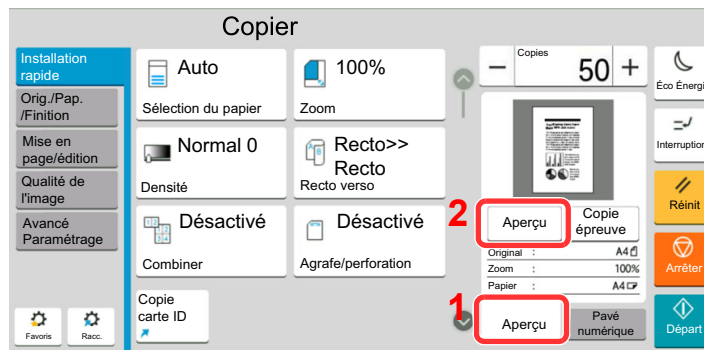 Copier
Installation
rapide
Orig./Pap.
/Finition
Mise en
page/édition
Qualité de
l'image
Avancé
Paramétrage
Favoris
Racc.
Auto
Sélection du papier
100%
Zoom
Normal 0
Densité
Recto>>
Recto
Recto verso
Désactivé
Combiner
Désactivé
Agrafe/perforation
Copie
carte ID
Copies
50
2
Aperçu
Copie
épreuve
Original : A4
Zoom : 100%
Papier : A4
1
Aperçu
Pavé
numérique
Éco Énergi
Interruption
Réinit
Arrêter
Départ